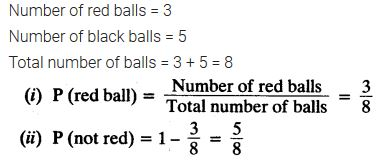 Number of red balls = 3
Number of black balls = 5
Total number of balls = 3 + 5 = 8
(i) P (red ball) = Number of red balls / Total number of balls = 3/8
(ii) P (not red) = 1 - 3/8 = 5/8